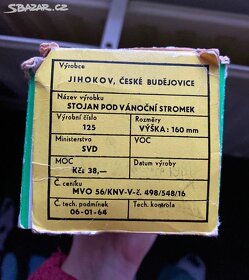 SBAZAR.CZ
Výrobce
JIHOKOV, ČESKÉ BUDĚJOVICE
Název výrobku
STOJAN POD VÁNOČNÍ STROMEK
Výrobní číslo
125
Rozměry
VÝŠKA: 160 mm
Ministerstvo
SVD
VOC
MOC
Kčs 38,—
Datum výroby
Č. ceníku
MVO 56/KNV-V-č. 498/548/16
Č. tech. podmínek
06-01-64
Tech. kontrola